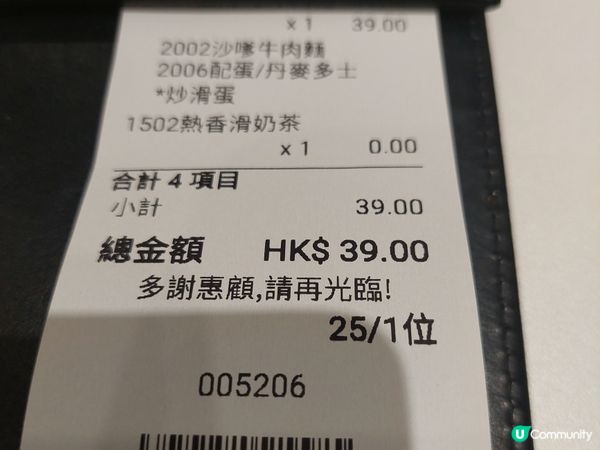 x 1 39.00
2002沙嗲牛肉麵
2006配蛋/丹麥多士
*炒滑蛋
1502熱香滑奶茶
x 1 0.00
合計 4 項目
小計 39.00
總金額 HK$ 39.00
多謝惠顧,請再光臨!
25/1位
005206
U Community